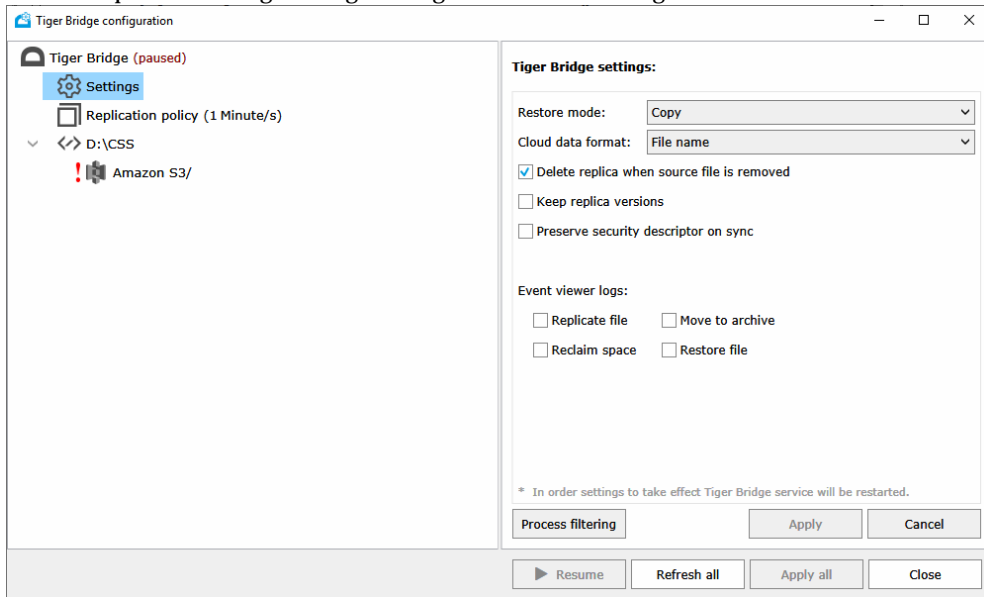 Tiger Bridge configuration
Tiger Bridge (paused)
Settings
Replication policy (1 Minute/s)
D:\CSS
Amazon S3/
Tiger Bridge settings:
Restore mode: Copy
Cloud data format: File name
Delete replica when source file is removed
Keep replica versions
Preserve security descriptor on sync
Event viewer logs:
Replicate file Move to archive
Reclaim space Restore file
* In order settings to take effect Tiger Bridge service will be restarted.
Process filtering Apply Cancel
Resume Refresh all Apply all Close